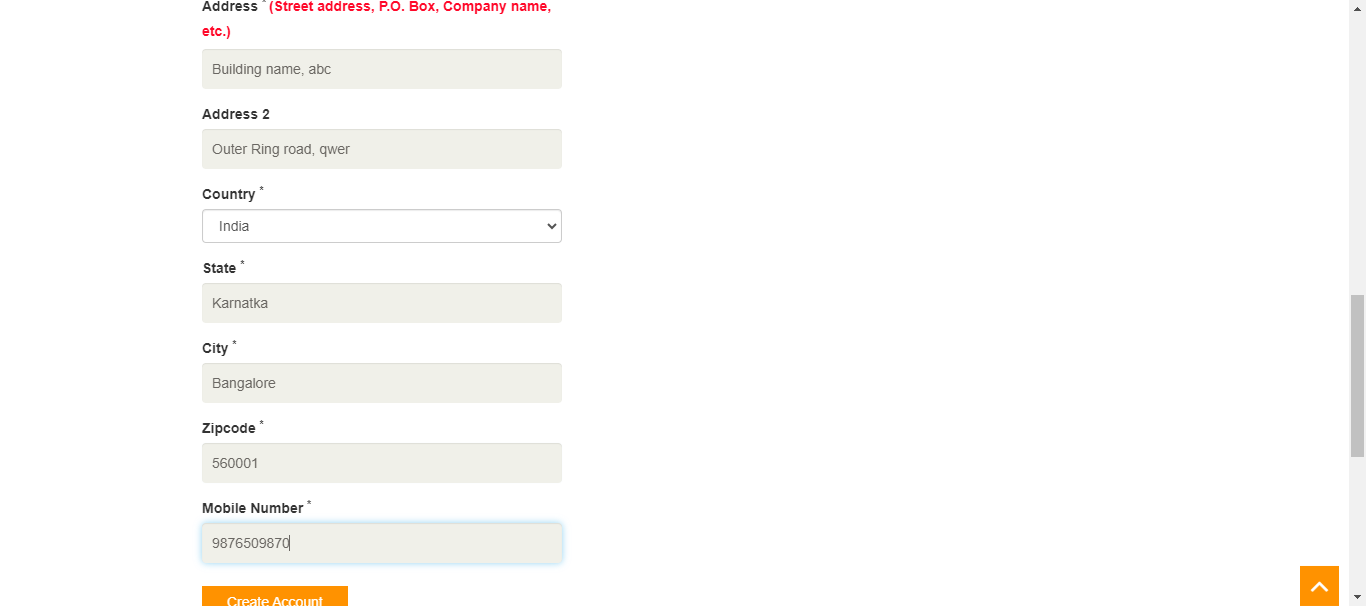 Address * (Street address, P.O. Box, Company name,
etc.)
Building name, abc
Address 2
Outer Ring road, qwer
Country *
India
State *
Karnatka
City *
Bangalore
Zipcode *
560001
Mobile Number *
9876509870
Create Account